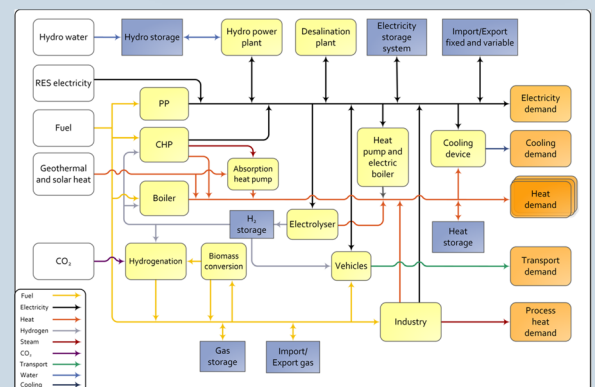 Hydro water
Hydro storage
Hydro power
plant
Desalination
plant
Electricity
storage
system
Import/Export
fixed and variable
RES electricity
PP
Electricity
demand
Fuel
CHP
Heat
pump and
electric
boiler
Cooling
device
Cooling
demand
Geothermal
and solar heat
Absorption
heat pump
Boiler
Heat
demand
H₂
storage
Electrolyser
Heat
storage
CO₂
Hydrogenation
Biomass
conversion
Vehicles
Transport
demand
Industry
Process
heat
demand
Gas
storage
Import/
Export gas
Fuel
Electricity
Heat
Hydrogen
Steam
CO₂
Transport
Water
Cooling